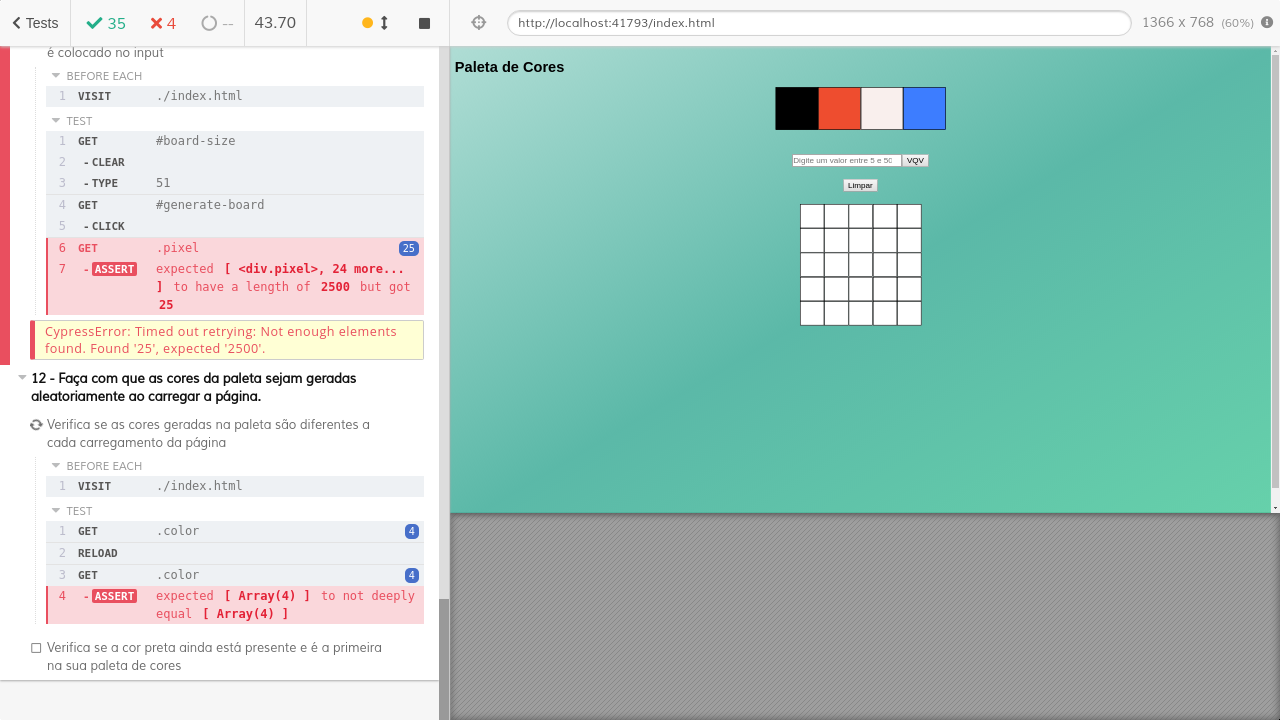 Tests
35
4
--
43.70
http://localhost:41793/index.html
1366 x 768 (60%)
é colocado no input
BEFORE EACH
1 VISIT ./index.html
TEST
1 GET #board-size
2 - CLEAR
3 - TYPE 51
4 GET #generate-board
5 - CLICK
6 GET .pixel 25
7 - ASSERT expected [ <div.pixel>, 24 more...
] to have a length of 2500 but got
25
CypressError: Timed out retrying: Not enough elements
found. Found '25', expected '2500'.
12 - Faça com que as cores da paleta sejam geradas
aleatoriamente ao carregar a página.
Verifica se as cores geradas na paleta são diferentes a
cada carregamento da página
BEFORE EACH
1 VISIT ./index.html
TEST
1 GET .color 4
2 RELOAD
3 GET .color 4
4 - ASSERT expected [ Array(4) ] to not deeply
equal [ Array(4) ]
Verifica se a cor preta ainda está presente e é a primeira
na sua paleta de cores
Paleta de Cores
Digite um valor entre 5 e 50
VQV
Limpar